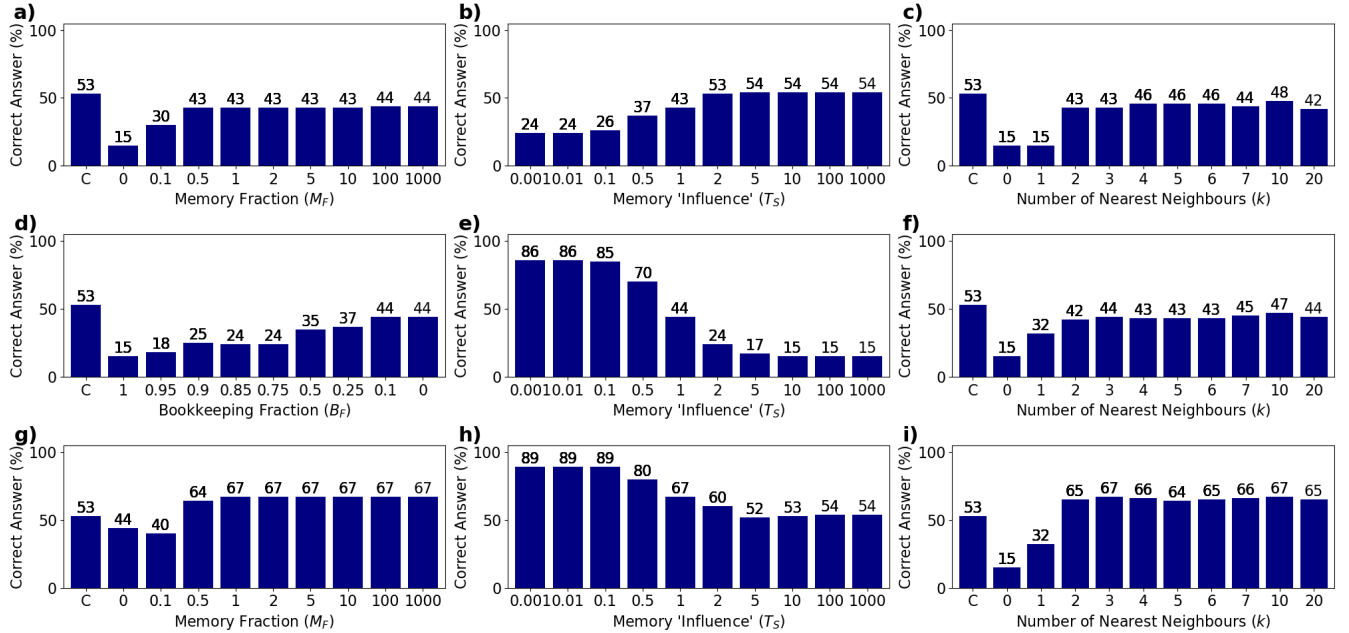 a)
Correct Answer (%)
100
50
0
53 15 30 43 43 43 43 43 44 44
C 0 0.1 0.5 1 2 5 10 100 1000
Memory Fraction (M_F)
b)
Correct Answer (%)
100
50
0
24 24 26 37 43 53 54 54 54 54
0.001 0.01 0.1 0.5 1 2 5 10 100 1000
Memory 'Influence' (T_S)
c)
Correct Answer (%)
100
50
0
53 15 15 43 43 46 46 46 44 48 42
C 0 1 2 3 4 5 6 7 10 20
Number of Nearest Neighbours (k)
d)
Correct Answer (%)
100
50
0
53 15 18 25 24 24 35 37 44 44
C 1 0.95 0.9 0.85 0.75 0.5 0.25 0.1 0
Bookkeeping Fraction (B_F)
e)
Correct Answer (%)
100
50
0
86 86 85 70 44 24 17 15 15 15
0.001 0.01 0.1 0.5 1 2 5 10 100 1000
Memory 'Influence' (T_S)
f)
Correct Answer (%)
100
50
0
53 15 32 42 44 43 43 43 45 47 44
C 0 1 2 3 4 5 6 7 10 20
Number of Nearest Neighbours (k)
g)
Correct Answer (%)
100
50
0
53 44 40 64 67 67 67 67 67 67
C 0 0.1 0.5 1 2 5 10 100 1000
Memory Fraction (M_F)
h)
Correct Answer (%)
100
50
0
89 89 89 80 67 60 52 53 54 54
0.001 0.01 0.1 0.5 1 2 5 10 100 1000
Memory 'Influence' (T_S)
i)
Correct Answer (%)
100
50
0
53 15 32 65 67 66 64 65 66 67 65
C 0 1 2 3 4 5 6 7 10 20
Number of Nearest Neighbours (k)